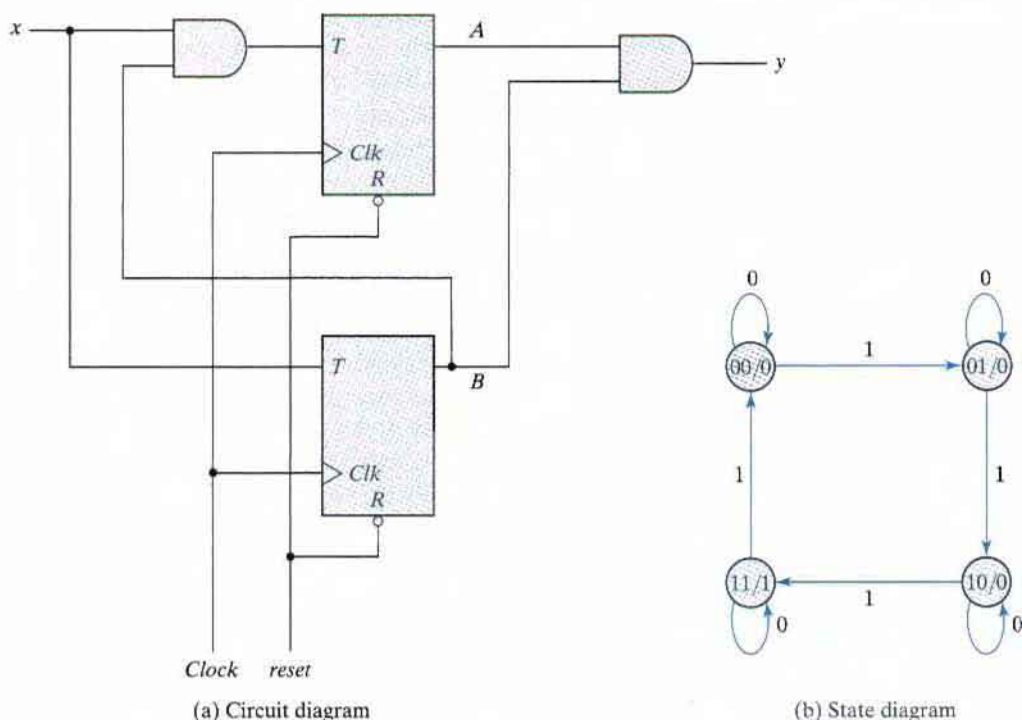 x
T
A
y
Clk
R
T
B
Clk
R
Clock reset
(a) Circuit diagram
0 0
00/0 1 01/0
1 1
11/1 1 10/0
0 0
(b) State diagram